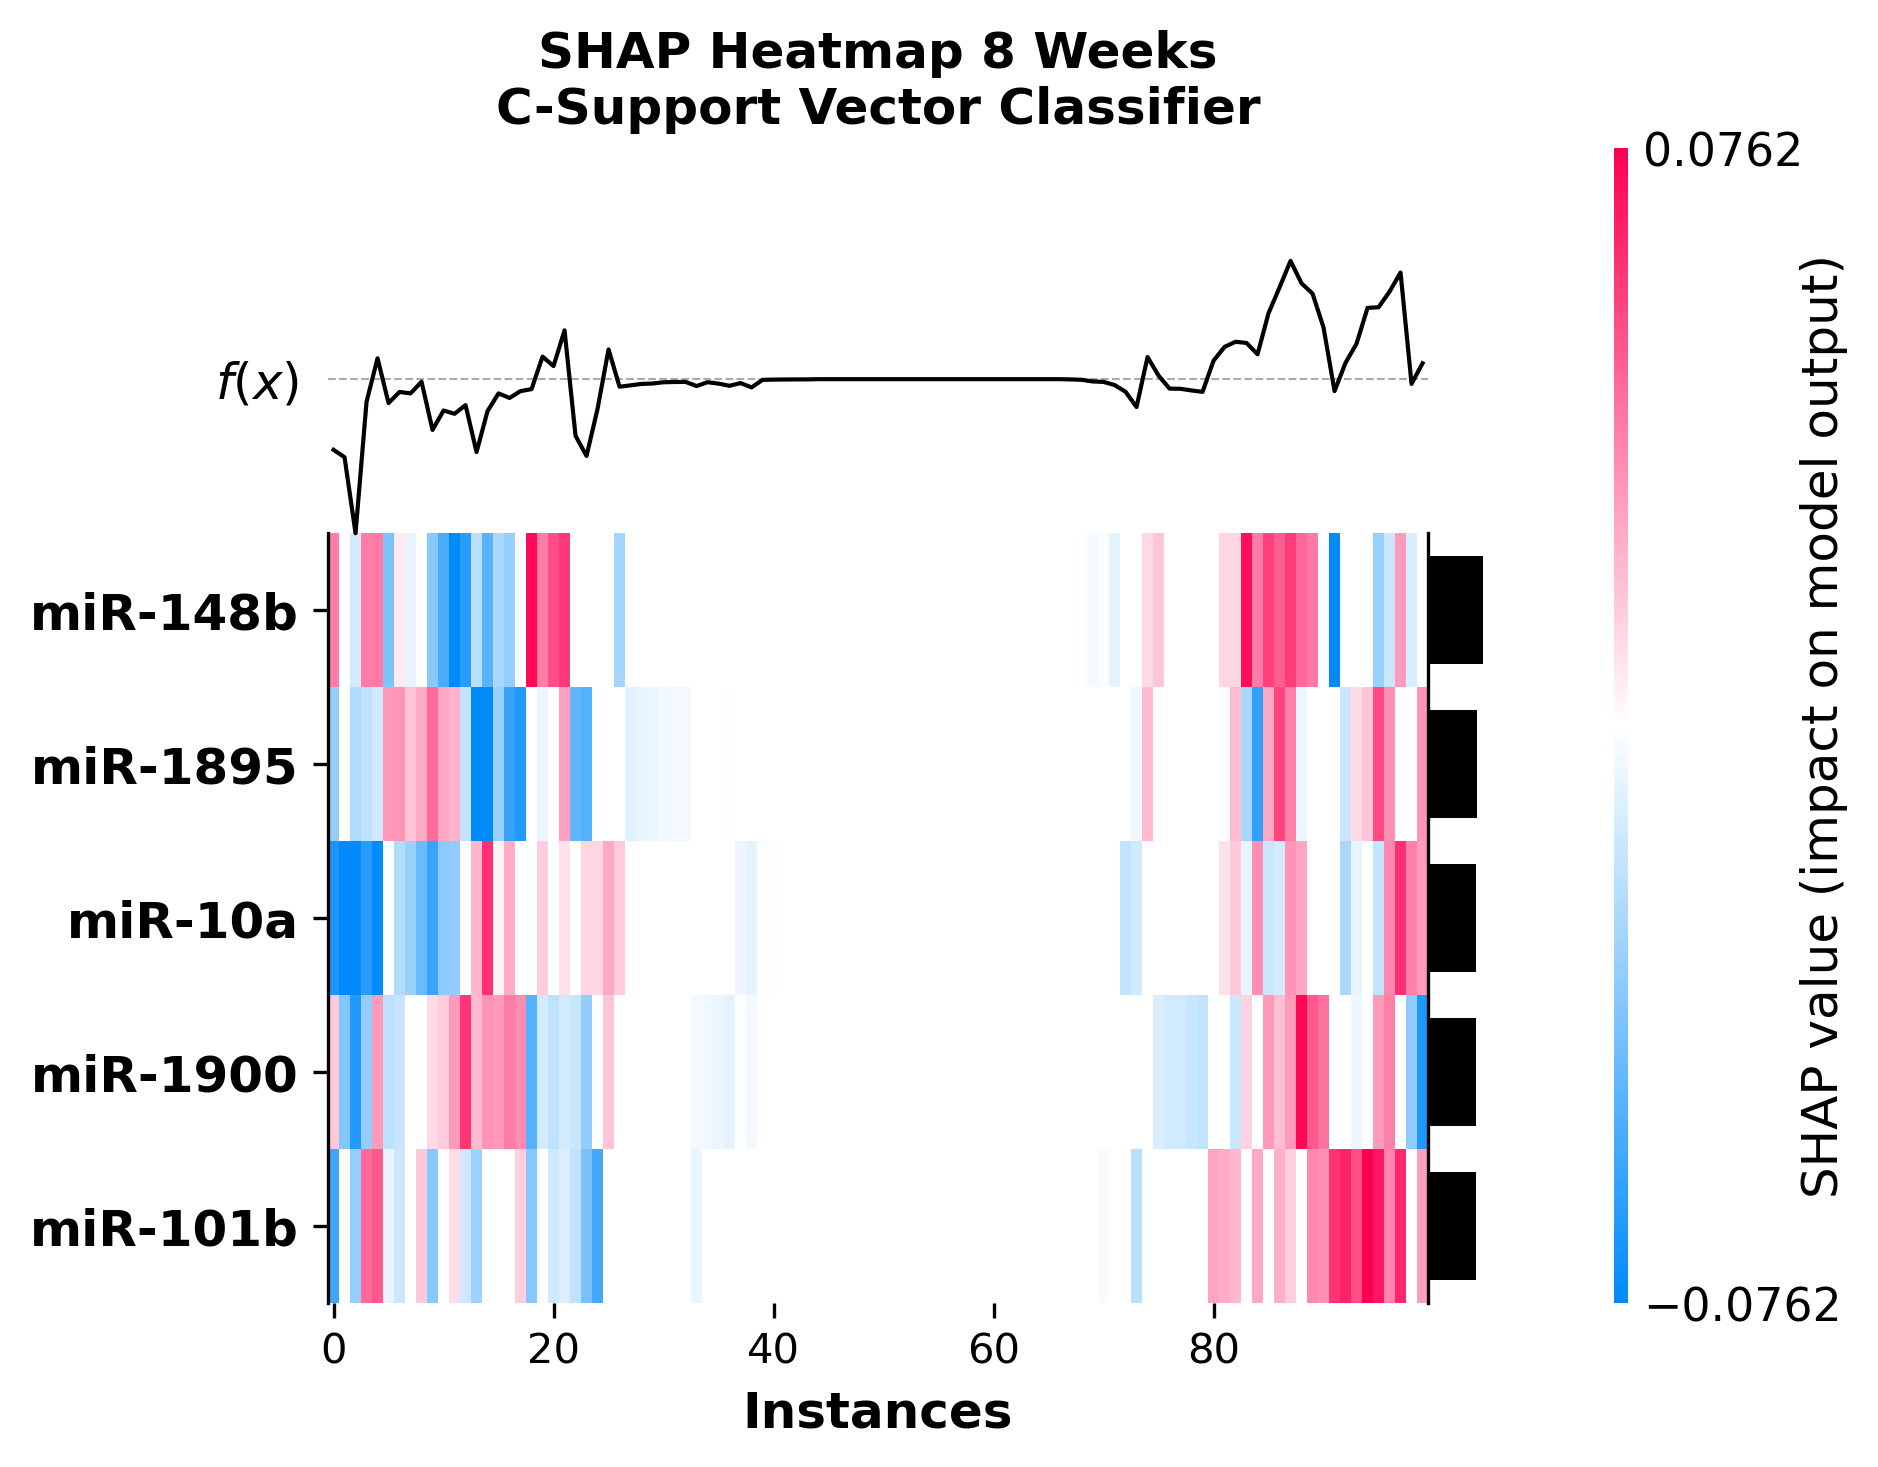 SHAP Heatmap 8 Weeks
C-Support Vector Classifier
0.0762
f(x)
miR-148b
miR-1895
miR-10a
miR-1900
miR-101b
SHAP value (impact on model output)
−0.0762
0 20 40 60 80
Instances